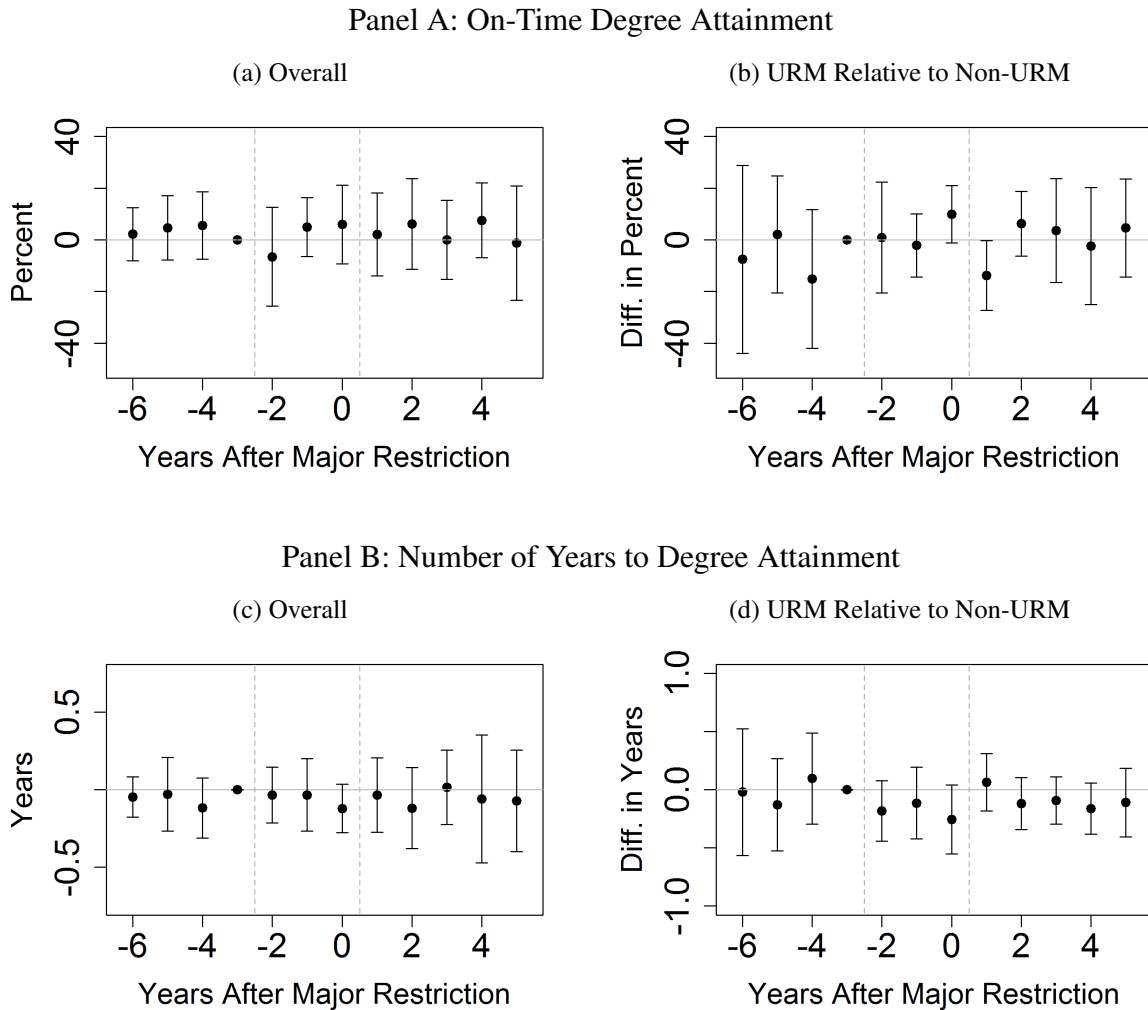 Panel A: On-Time Degree Attainment
(a) Overall
(b) URM Relative to Non-URM
40
0
-40
Percent
-6 -4 -2 0 2 4
Years After Major Restriction
40
0
-40
Diff. in Percent
-6 -4 -2 0 2 4
Years After Major Restriction
Panel B: Number of Years to Degree Attainment
(c) Overall
(d) URM Relative to Non-URM
0.5
-0.5
Years
-6 -4 -2 0 2 4
Years After Major Restriction
1.0
0.0
-1.0
Diff. in Years
-6 -4 -2 0 2 4
Years After Major Restriction